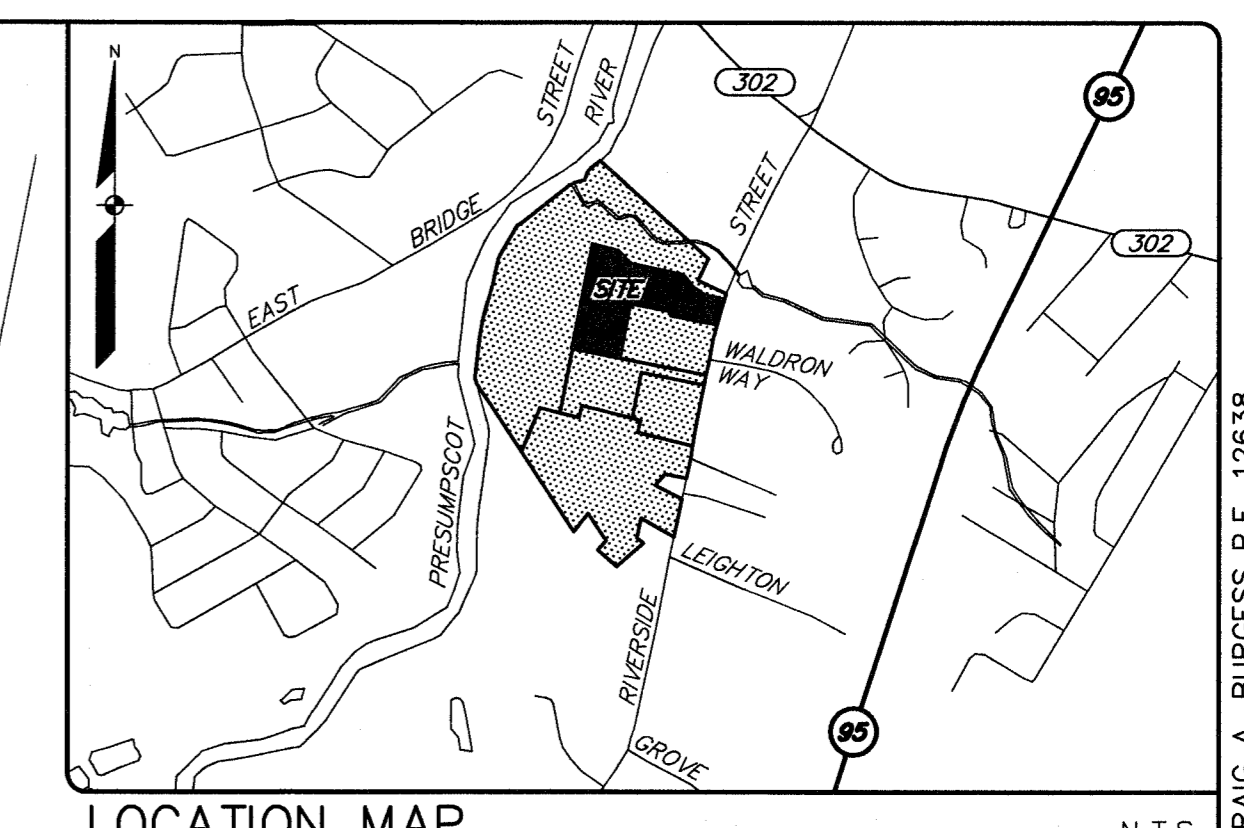 N
STREET
RIVER
302
95
STREET
BRIDGE
302
SITE
EAST
WALDRON
WAY
PRESUMPSCOT
LEIGHTON
RIVERSIDE
95
GROVE
LOCATION MAP
N.T.S.
CRAIG A. BURGESS P.E. 12638